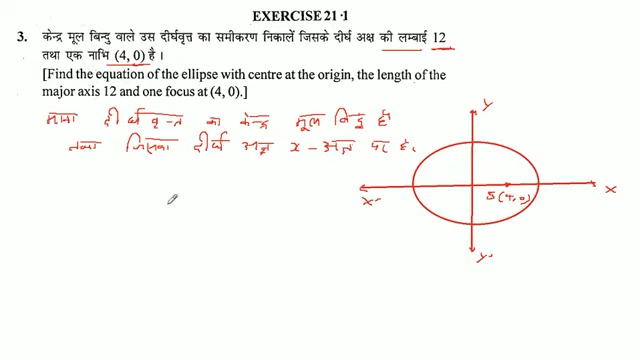 EXERCISE 21·1
3. केन्द्र मूल बिन्दु वाले उस दीर्घवृत्त का समीकरण निकालें जिसके दीर्घ अक्ष की लम्बाई 12
तथा एक नाभि (4, 0) है ।
[Find the equation of the ellipse with centre at the origin, the length of the
major axis 12 and one focus at (4, 0).]
माना दीर्घवृत्त का केन्द्र मूल बिंदु है
तथा जिसका दीर्घ अक्ष x-अक्ष पर है।
y
S(4,0)
x'
x
y'